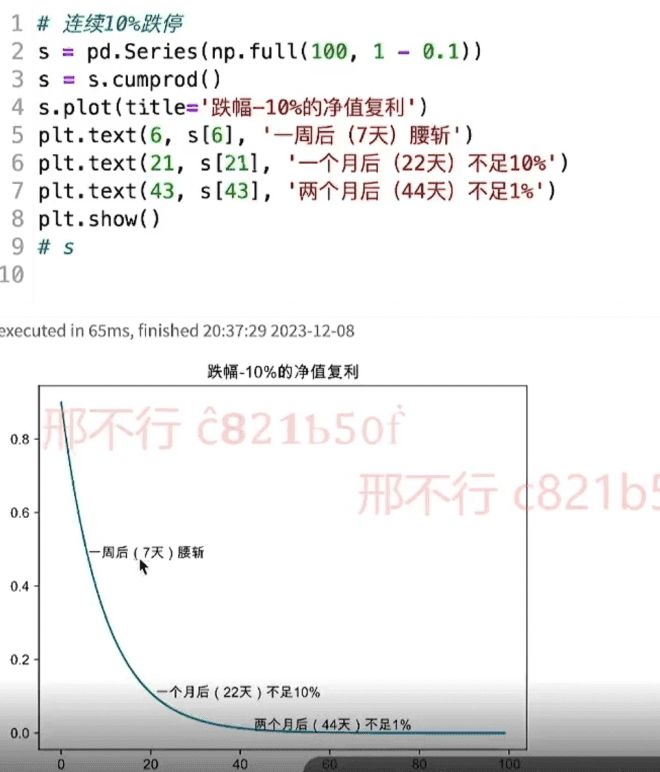 1 # 连续10%跌停
2 s = pd.Series(np.full(100, 1 - 0.1))
3 s = s.cumprod()
4 s.plot(title='跌幅-10%的净值复利')
5 plt.text(6, s[6], '一周后（7天）腰斩')
6 plt.text(21, s[21], '一个月后（22天）不足10%')
7 plt.text(43, s[43], '两个月后（44天）不足1%')
8 plt.show()
9 # s
10
executed in 65ms, finished 20:37:29 2023-12-08
跌幅-10%的净值复利
邢不行 c821b50f
0.8
邢不行 c821b5
0.6
一周后（7天）腰斩
0.4
0.2
一个月后（22天）不足10%
两个月后（44天）不足1%
0.0
0 20 40 60 80 100